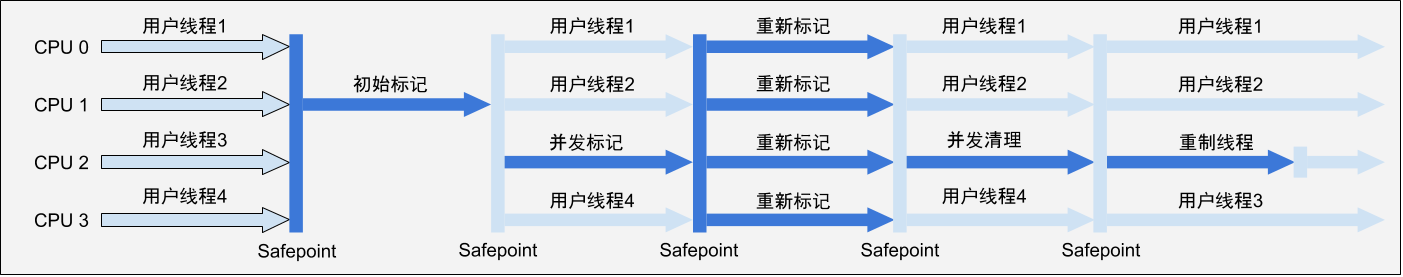 用户线程1 用户线程1 重新标记 用户线程1 用户线程1
CPU 0
用户线程2 初始标记 用户线程2 重新标记 用户线程2 用户线程2
CPU 1
用户线程3 并发标记 重新标记 并发清理 重制线程
CPU 2
用户线程4 用户线程4 重新标记 用户线程4 用户线程3
CPU 3
Safepoint Safepoint Safepoint Safepoint Safepoint